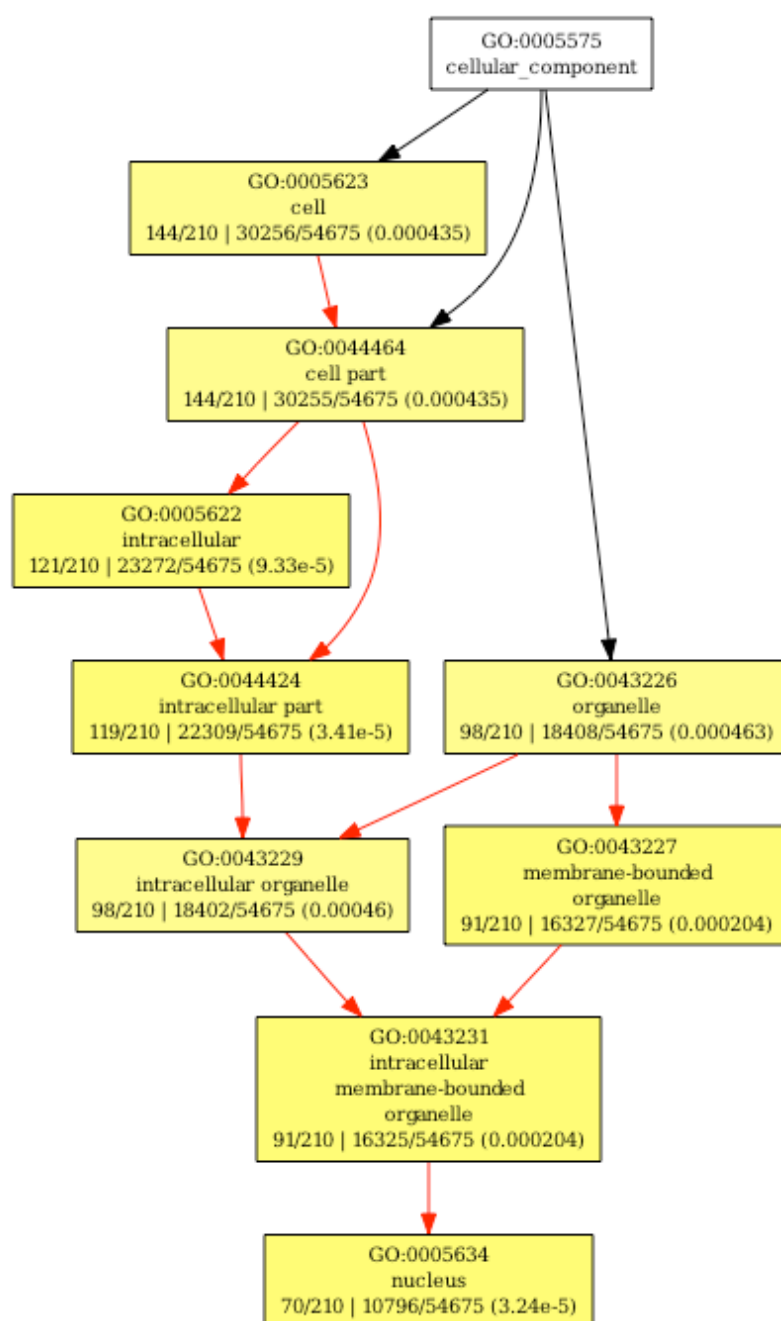 GO:0005575
cellular_component
GO:0005623
cell
144/210 | 30256/54675 (0.000435)
GO:0044464
cell part
144/210 | 30255/54675 (0.000435)
GO:0005622
intracellular
121/210 | 23272/54675 (9.33e-5)
GO:0044424
intracellular part
119/210 | 22309/54675 (3.41e-5)
GO:0043226
organelle
98/210 | 18408/54675 (0.000463)
GO:0043229
intracellular organelle
98/210 | 18402/54675 (0.00046)
GO:0043227
membrane-bounded
organelle
91/210 | 16327/54675 (0.000204)
GO:0043231
intracellular
membrane-bounded
organelle
91/210 | 16325/54675 (0.000204)
GO:0005634
nucleus
70/210 | 10796/54675 (3.24e-5)